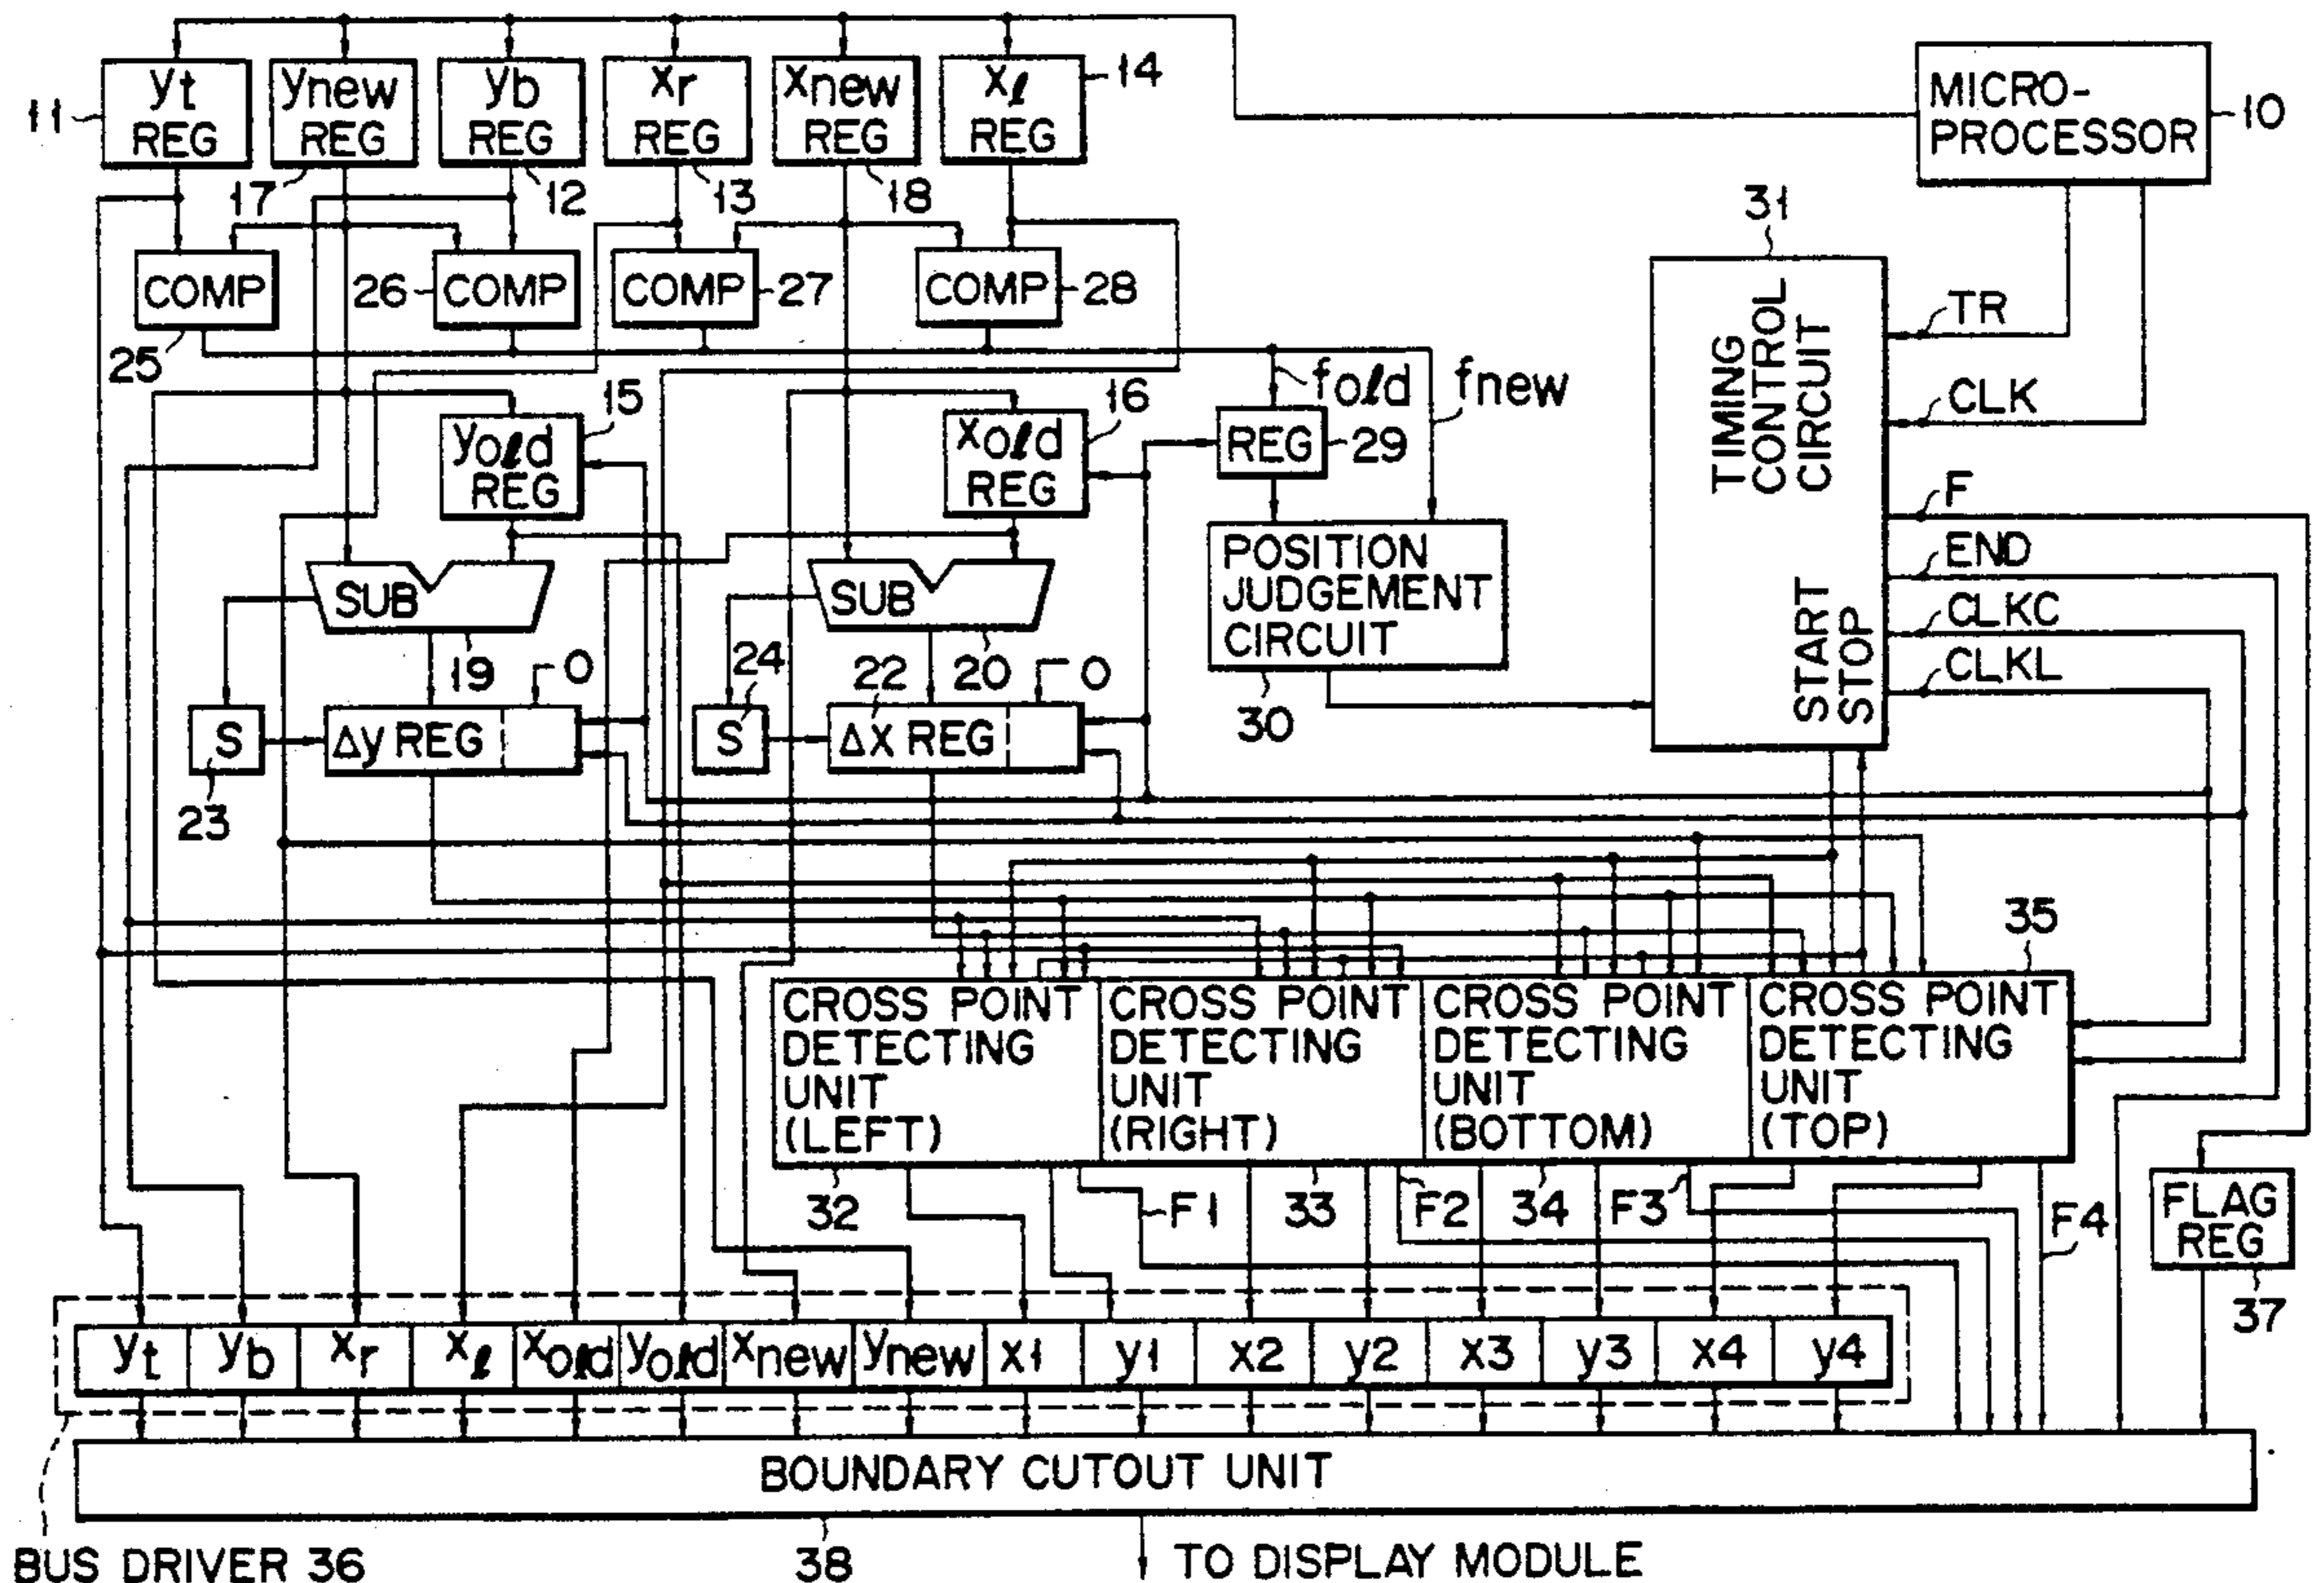 yt REG
ynew REG
yb REG
xr REG
xnew REG
xℓ REG
14
MICRO-
PROCESSOR
10
11
17
12
13
18
31
COMP
26
COMP
COMP
27
COMP
28
25
TIMING
CONTROL
CIRCUIT
START
STOP
TR
CLK
F
END
CLKC
CLKL
15
yold
REG
16
xold
REG
fold
fnew
REG
29
POSITION
JUDGEMENT
CIRCUIT
30
SUB
19
SUB
20
0
24
22
0
S
Δy REG
S
Δx REG
23
35
CROSS POINT
DETECTING
UNIT
(LEFT)
CROSS POINT
DETECTING
UNIT
(RIGHT)
CROSS POINT
DETECTING
UNIT
(BOTTOM)
CROSS POINT
DETECTING
UNIT
(TOP)
32
F1
33
F2
34
F3
F4
FLAG
REG
37
yt yb xr xℓ xold yold xnew ynew x1 y1 x2 y2 x3 y3 x4 y4
BOUNDARY CUTOUT UNIT
BUS DRIVER 36
38
TO DISPLAY MODULE